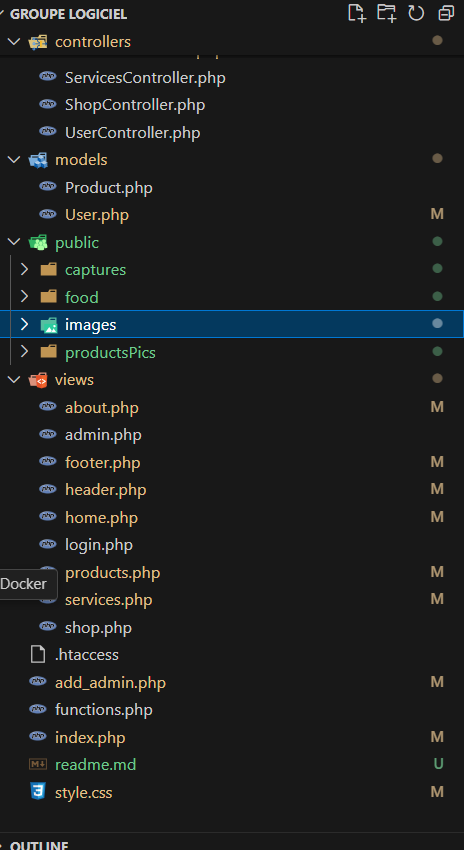 GROUPE LOGICIEL
controllers
ServicesController.php
ShopController.php
UserController.php
models
Product.php
User.php M
public
captures
food
images
productsPics
views
about.php M
admin.php
footer.php M
header.php M
home.php M
login.php
products.php M
Docker
services.php M
shop.php
.htaccess
add_admin.php M
functions.php
index.php M
readme.md U
style.css M
OUTLINE